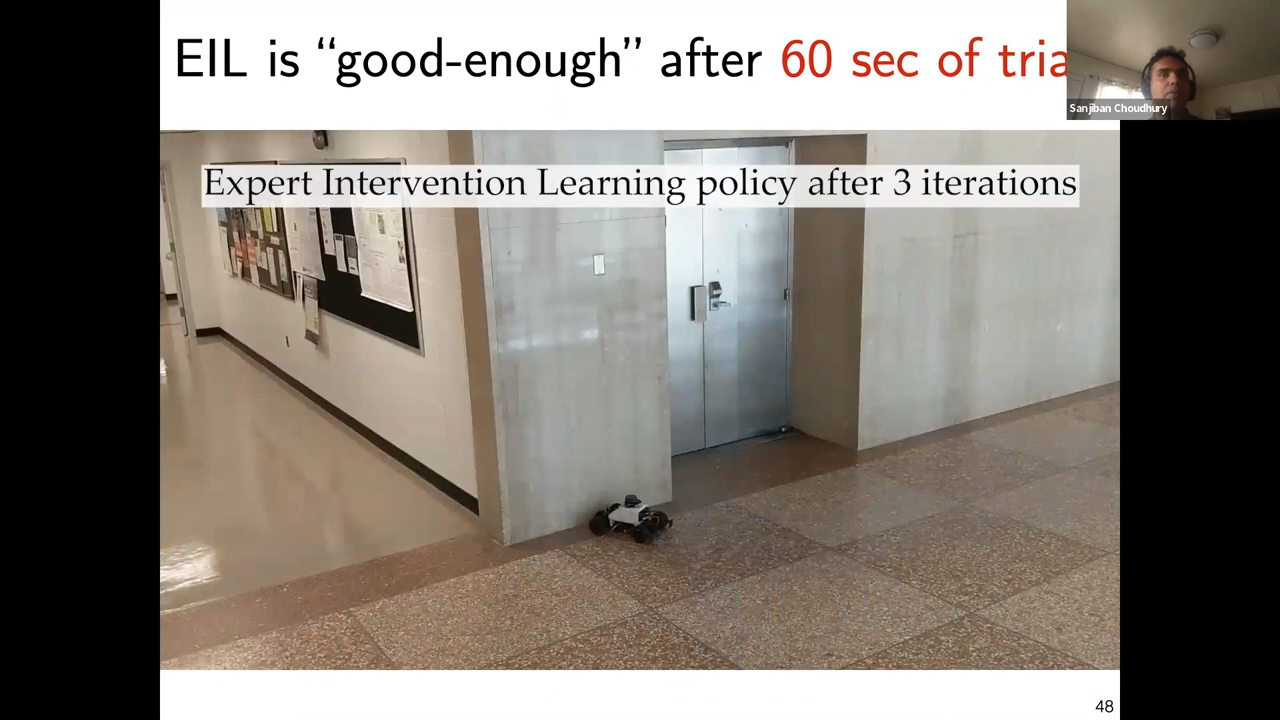 EIL is “good-enough” after 60 sec of tria
Sanjiban Choudhury
Expert Intervention Learning policy after 3 iterations
48